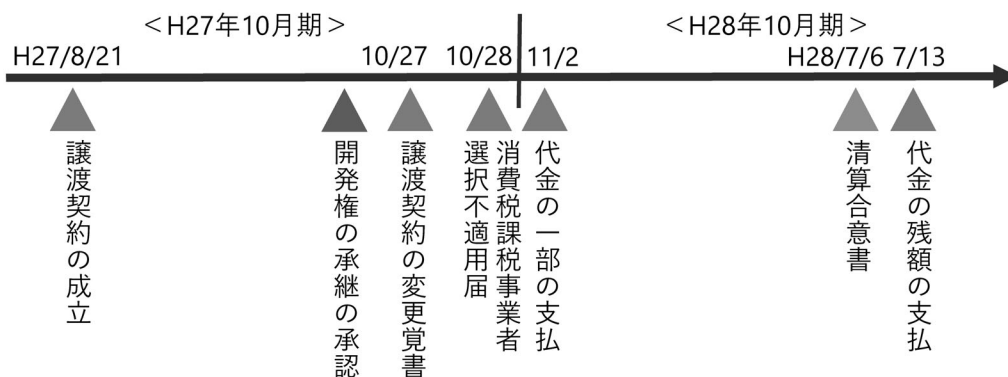 ＜H27年10月期＞
＜H28年10月期＞
H27/8/21
10/27
10/28
11/2
H28/7/6
7/13
譲渡契約の成立
開発権の承継の承認
譲渡契約の変更覚書
消費税課税事業者
選択不適用届
代金の一部の支払
清算合意書
代金の残額の支払